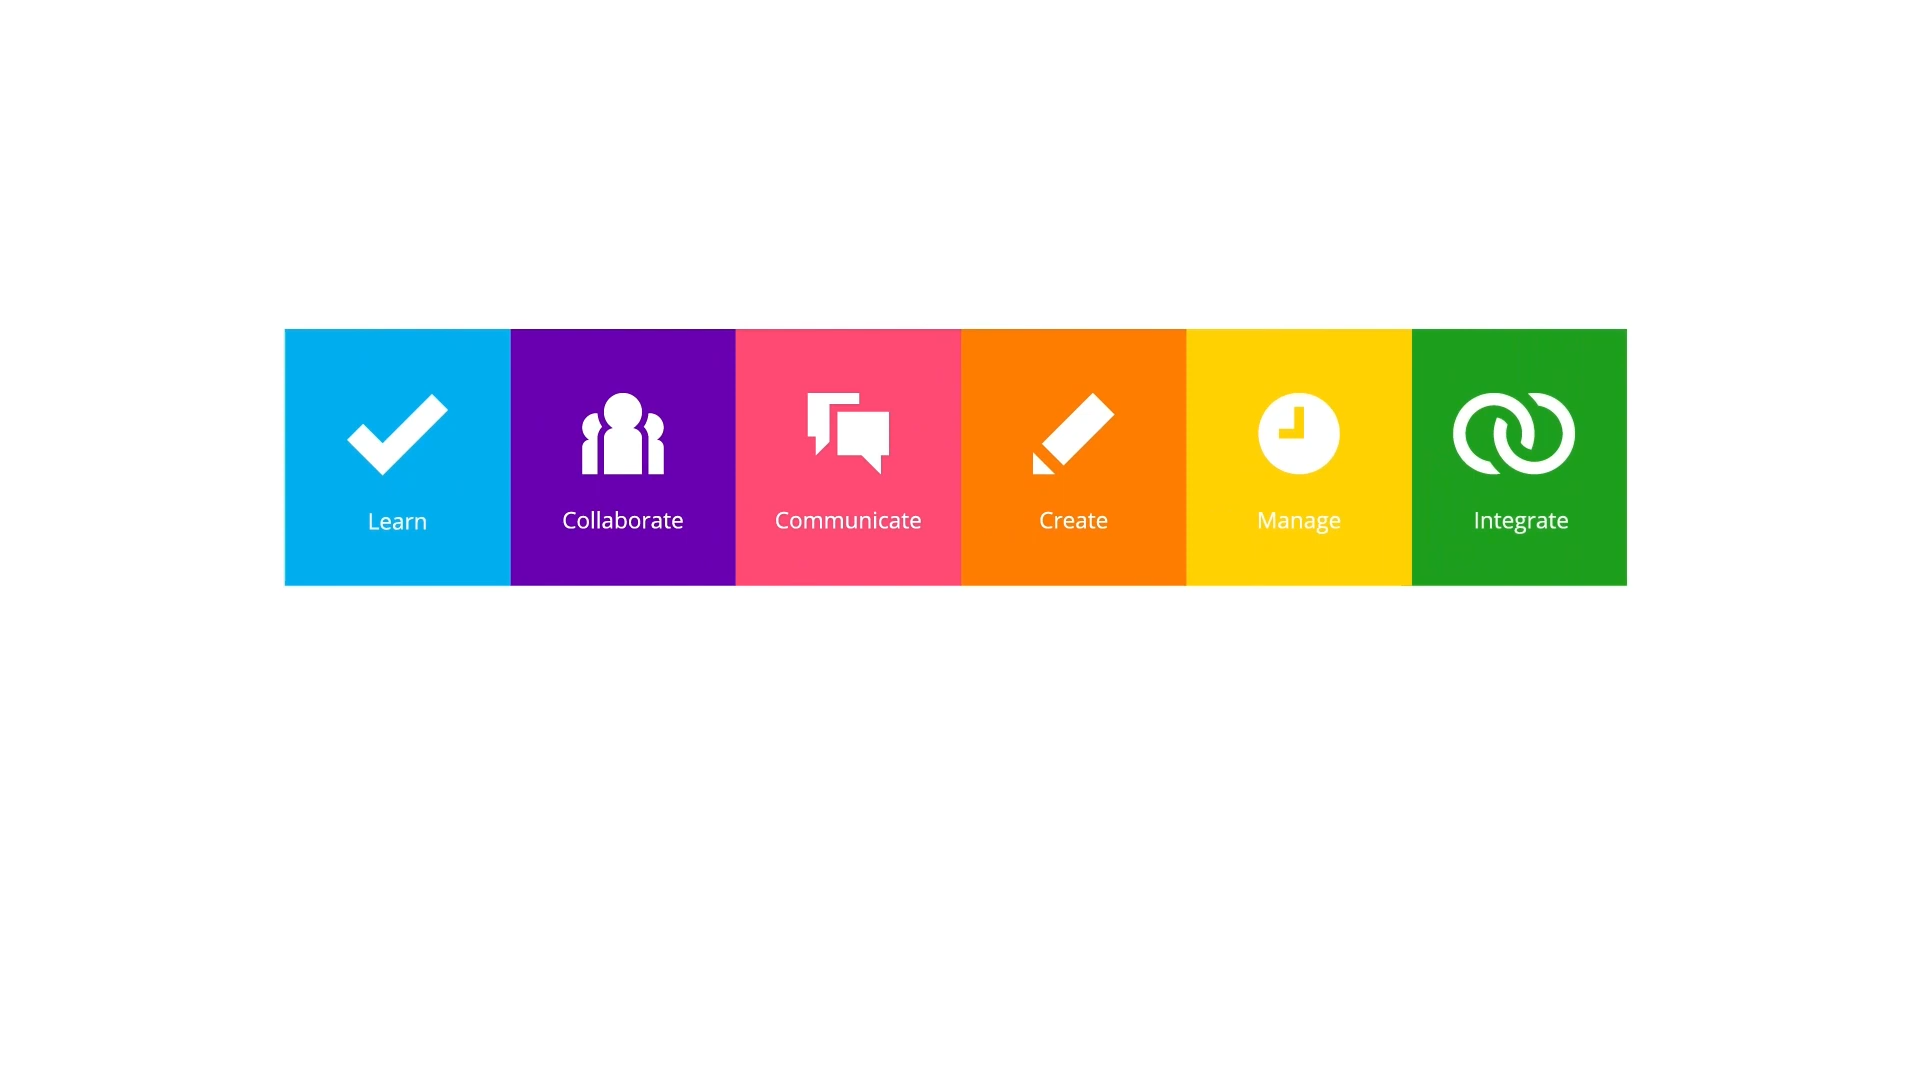 Learn
Collaborate
Communicate
Create
Manage
Integrate